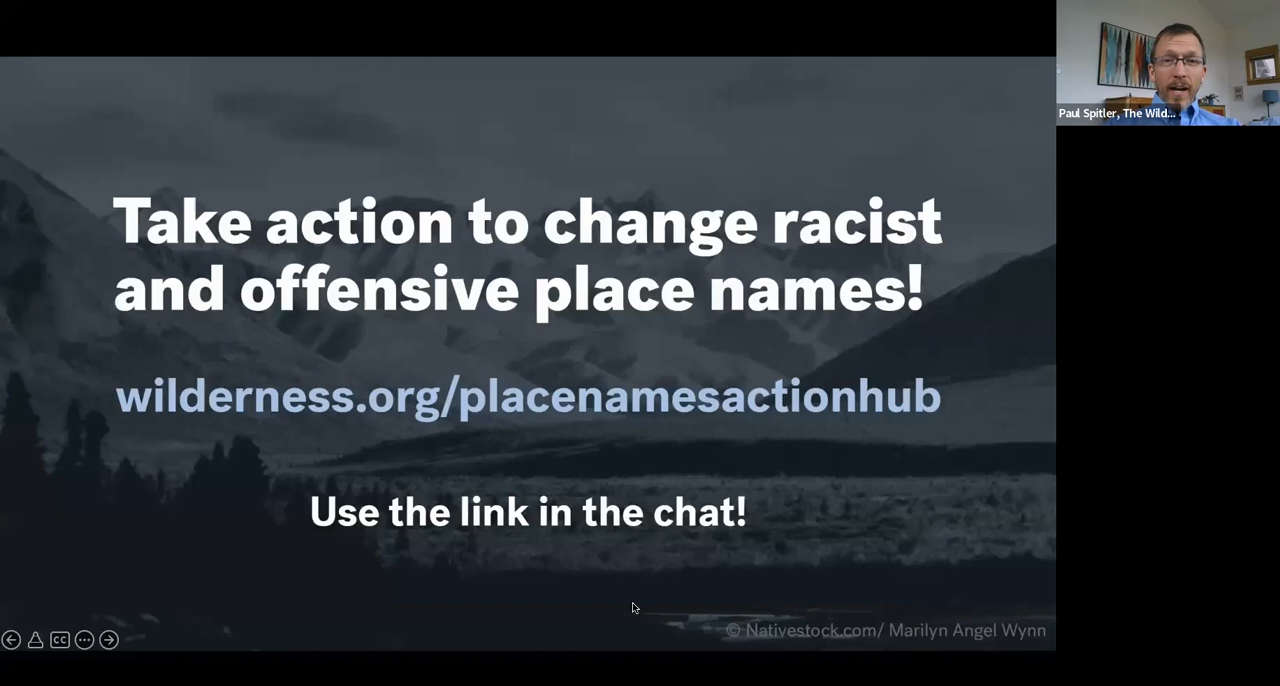 Take action to change racist
and offensive place names!
wilderness.org/placenamesactionhub
Use the link in the chat!
© Nativestock.com/ Marilyn Angel Wynn
CC
Paul Spitler, The Wild...